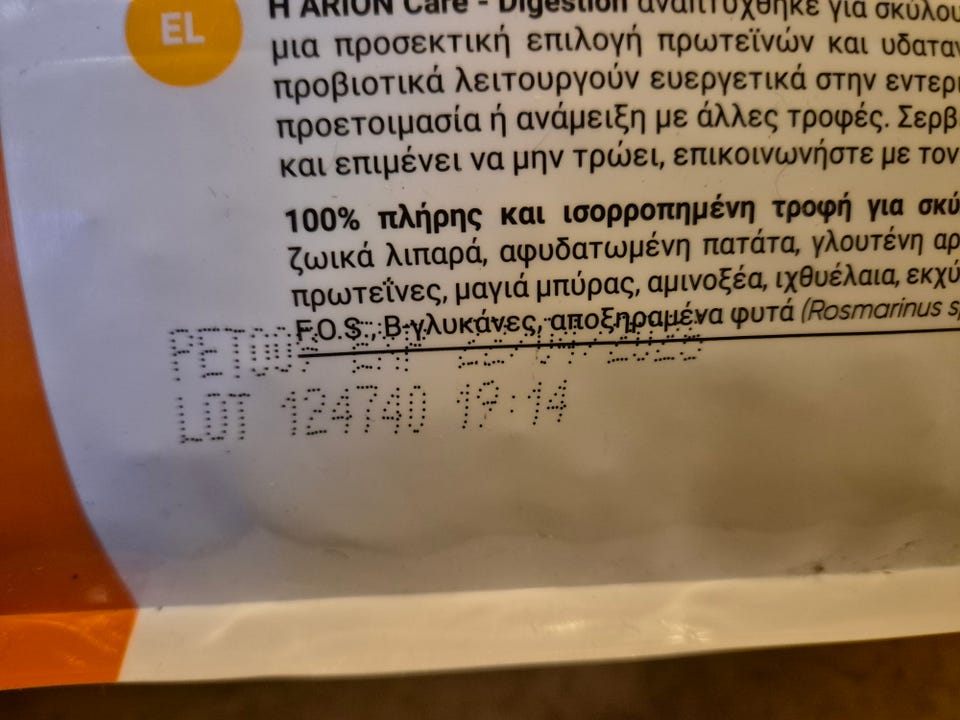 EL
Η ARION Care - Digestion αναπτύχθηκε για σκύλου
μια προσεκτική επιλογή πρωτεϊνών και υδαταν
προβιοτικά λειτουργούν ευεργετικά στην εντερι
προετοιμασία ή ανάμειξη με άλλες τροφές. Σερβ
και επιμένει να μην τρώει, επικοινωνήστε με τον
100% πλήρης και ισορροπημένη τροφή για σκύ
ζωικά λιπαρά, αφυδατωμένη πατάτα, γλουτένη αρ
πρωτεΐνες, μαγιά μπύρας, αμινοξέα, ιχθυέλαια, εκχύ
F.O.S., Β-γλυκάνες, αποξηραμένα φυτά (Rosmarinus s
LOT 124740 19:14